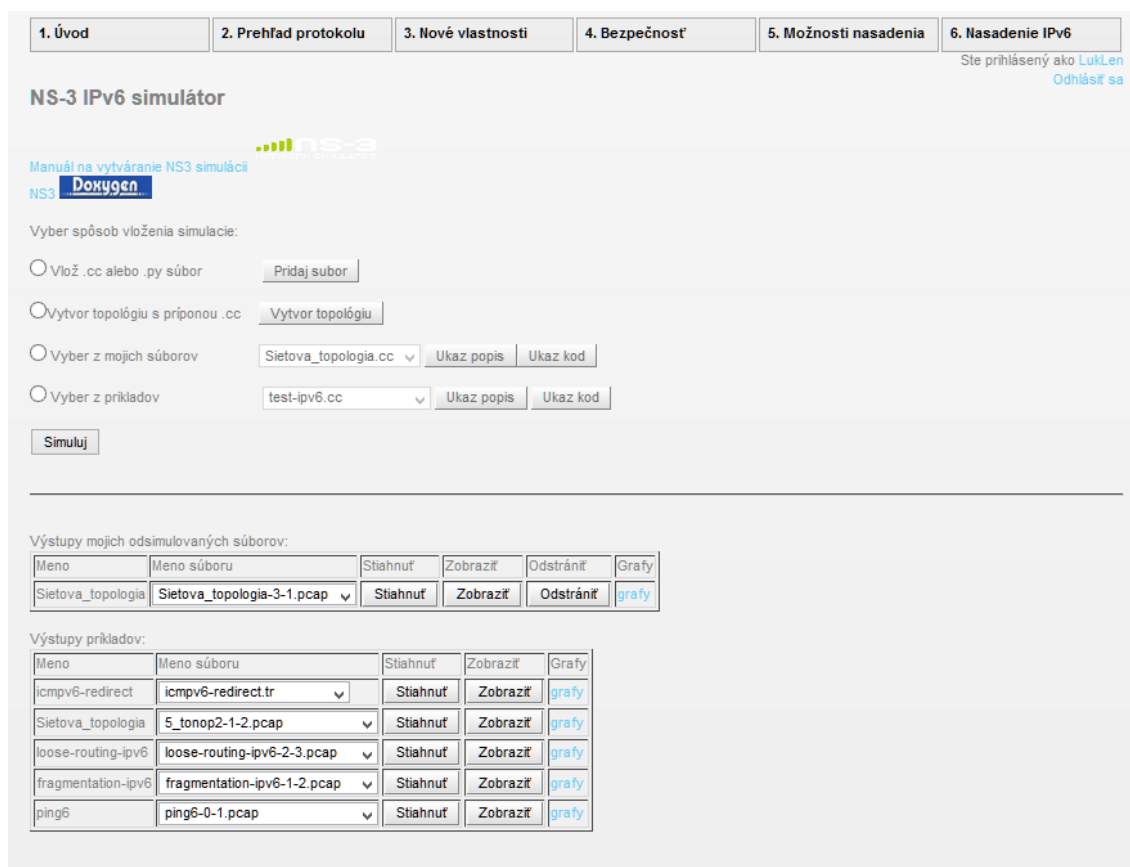 1. Úvod 2. Prehľad protokolu 3. Nové vlastnosti 4. Bezpečnosť 5. Možnosti nasadenia 6. Nasadenie IPv6
Ste prihlásený ako LukLen
Odhlásiť sa
NS-3 IPv6 simulátor
NS-3
NETWORK SIMULATOR
Manuál na vytváranie NS3 simulácii
NS3 Doxygen
Vyber spôsob vloženia simulacie:
Vlož .cc alebo .py súbor Pridaj subor
Vytvor topológiu s príponou .cc Vytvor topológiu
Vyber z mojich súborov Sietova_topologia.cc Ukaz popis Ukaz kod
Vyber z prikladov test-ipv6.cc Ukaz popis Ukaz kod
Simuluj
Výstupy mojich odsimulovaných súborov:
Meno Meno súboru Stiahnuť Zobraziť Odstrániť Grafy
Sietova_topologia Sietova_topologia-3-1.pcap Stiahnuť Zobraziť Odstrániť grafy
Výstupy príkladov:
Meno Meno súboru Stiahnuť Zobraziť Grafy
icmpv6-redirect icmpv6-redirect.tr Stiahnuť Zobraziť grafy
Sietova_topologia 5_tonop2-1-2.pcap Stiahnuť Zobraziť grafy
loose-routing-ipv6 loose-routing-ipv6-2-3.pcap Stiahnuť Zobraziť grafy
fragmentation-ipv6 fragmentation-ipv6-1-2.pcap Stiahnuť Zobraziť grafy
ping6 ping6-0-1.pcap Stiahnuť Zobraziť grafy